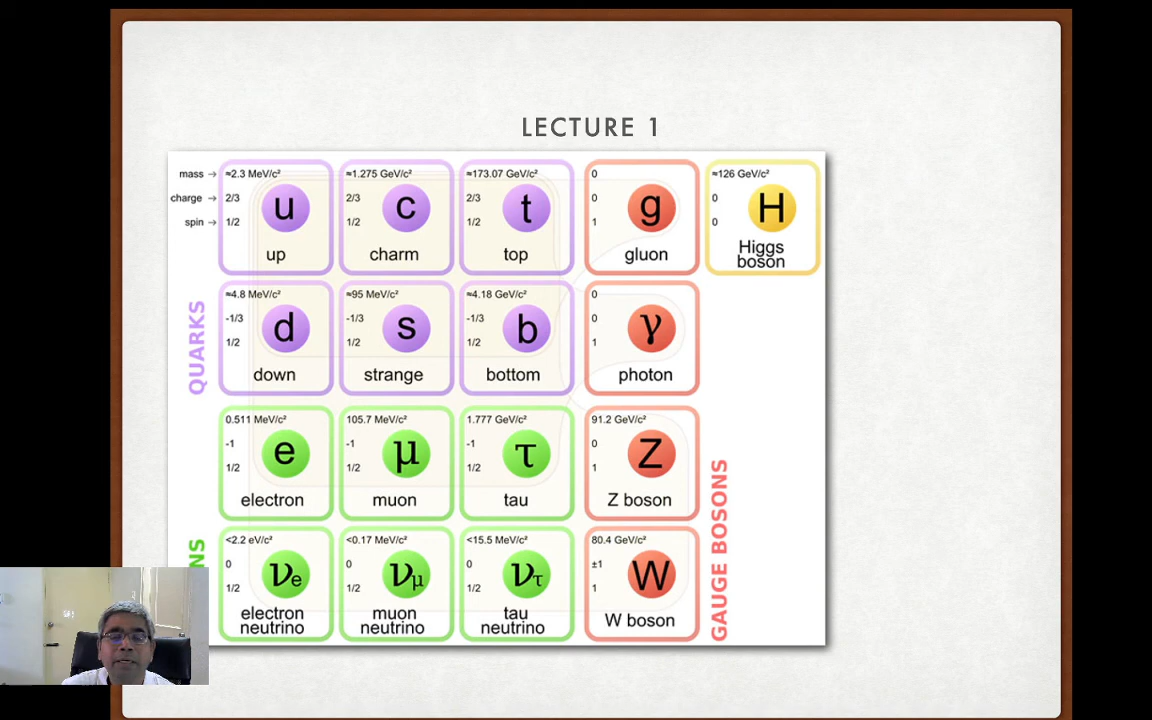 LECTURE 1
mass → ≈2.3 MeV/c² ≈1.275 GeV/c² ≈173.07 GeV/c² 0 ≈126 GeV/c²
charge → 2/3 2/3 2/3 0 0
u c t g H
spin → 1/2 1/2 1/2 1 0
up charm top gluon Higgs
boson
QUARKS
≈4.8 MeV/c² ≈95 MeV/c² ≈4.18 GeV/c² 0
-1/3 -1/3 -1/3 0
d s b γ
1/2 1/2 1/2 1
down strange bottom photon
0.511 MeV/c² 105.7 MeV/c² 1.777 GeV/c² 91.2 GeV/c²
-1 -1 -1 0
e μ τ Z
1/2 1/2 1/2 1
electron muon tau Z boson
NS
<2.2 eV/c² <0.17 MeV/c² <15.5 MeV/c² 80.4 GeV/c²
0 0 0 ±1
νe νμ ντ W
1/2 1/2 1/2 1
electron muon tau W boson
neutrino neutrino neutrino
GAUGE BOSONS